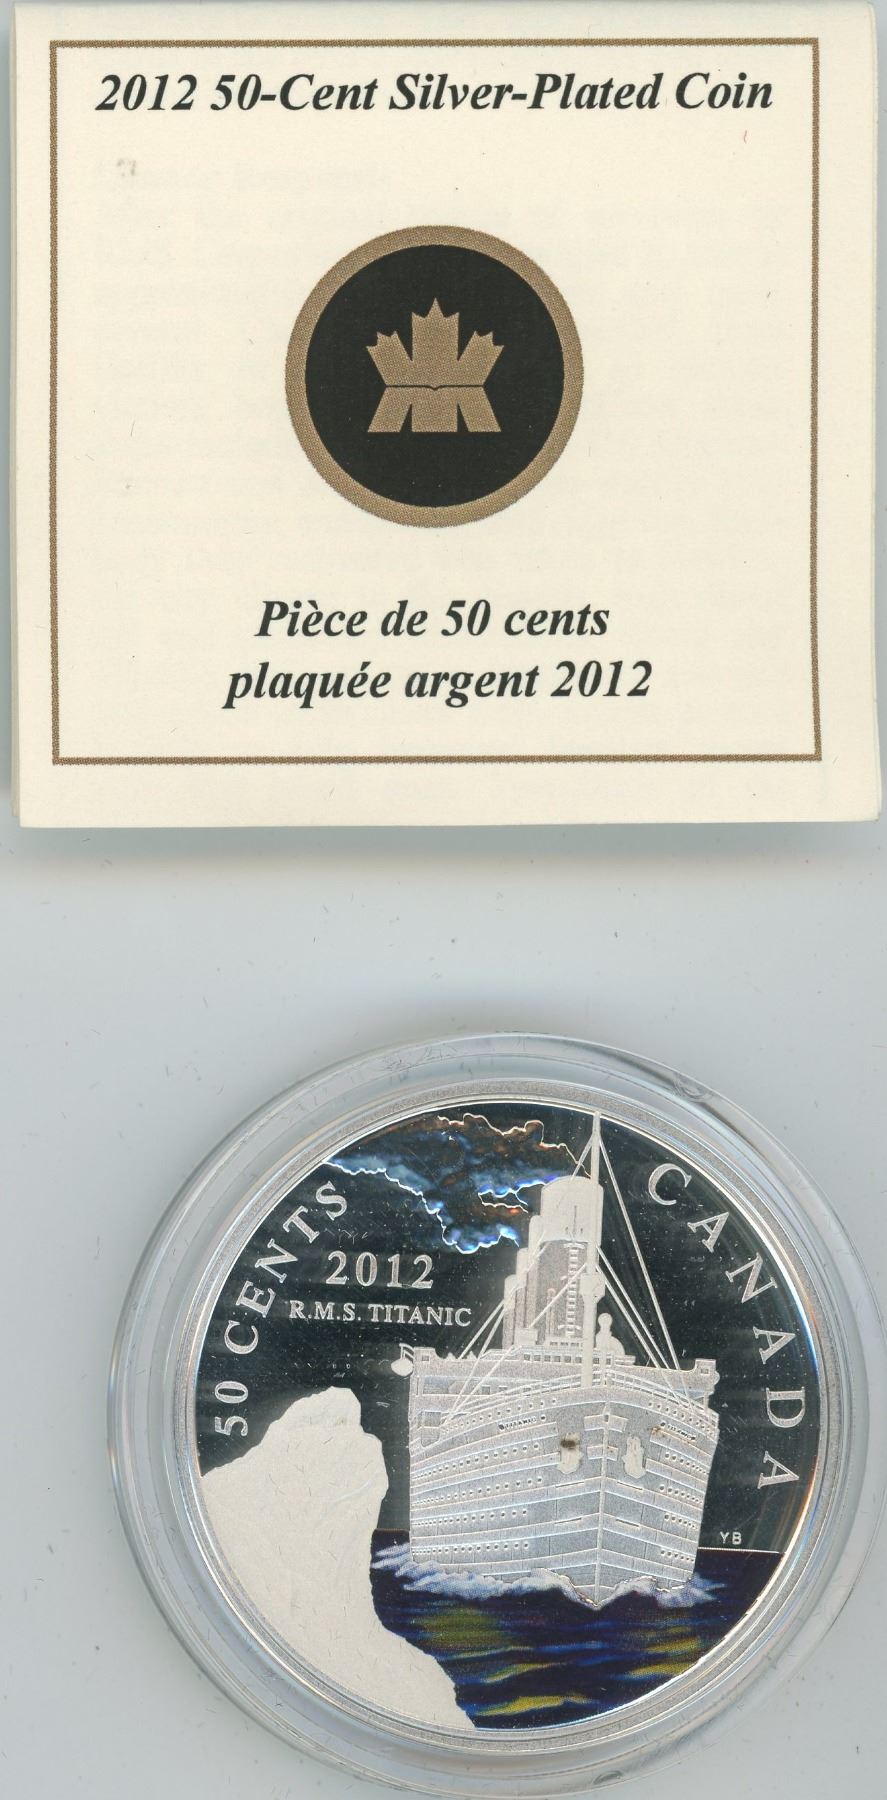 2012 50-Cent Silver-Plated Coin
Pièce de 50 cents
plaquée argent 2012
50 CENTS
2012
R.M.S. TITANIC
CANADA
YB